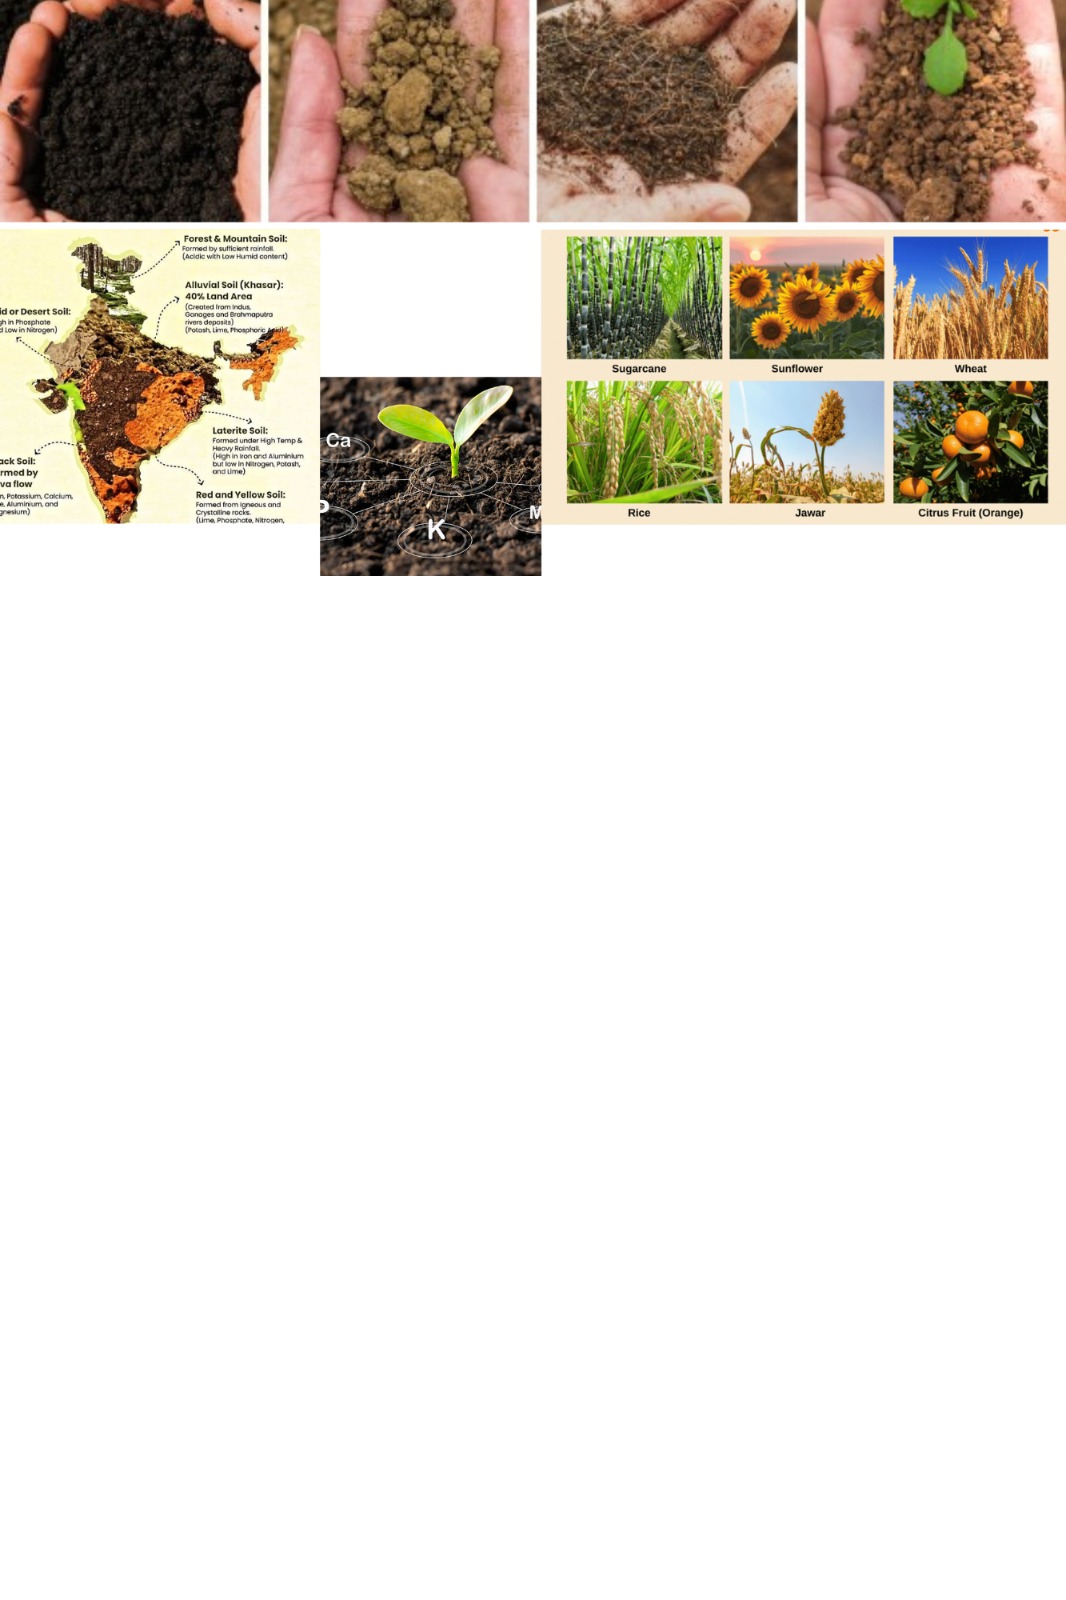 Forest & Mountain Soil:
Formed by sufficient rainfall.
(Acidic with Low Humid content)
Alluvial Soil (Khasar):
40% Land Area
(Created from Indus,
Ganages and Brahmaputra
rivers deposits)
(Potash, Lime, Phosphoric Acid)
id or Desert Soil:
gh in Phosphate
d Low in Nitrogen)
Laterite Soil:
Formed under High Temp &
Heavy Rainfall.
(High in Iron and Aluminium
but low in Nitrogen, Potash,
and Lime)
ack Soil:
rmed by
va flow
n, Potassium, Calcium,
e, Aluminium, and
gnesium)
Red and Yellow Soil:
Formed from Igneous and
Crystalline rocks.
(Lime, Phosphate, Nitrogen,
Ca
P
K
M
Sugarcane
Sunflower
Wheat
Rice
Jawar
Citrus Fruit (Orange)